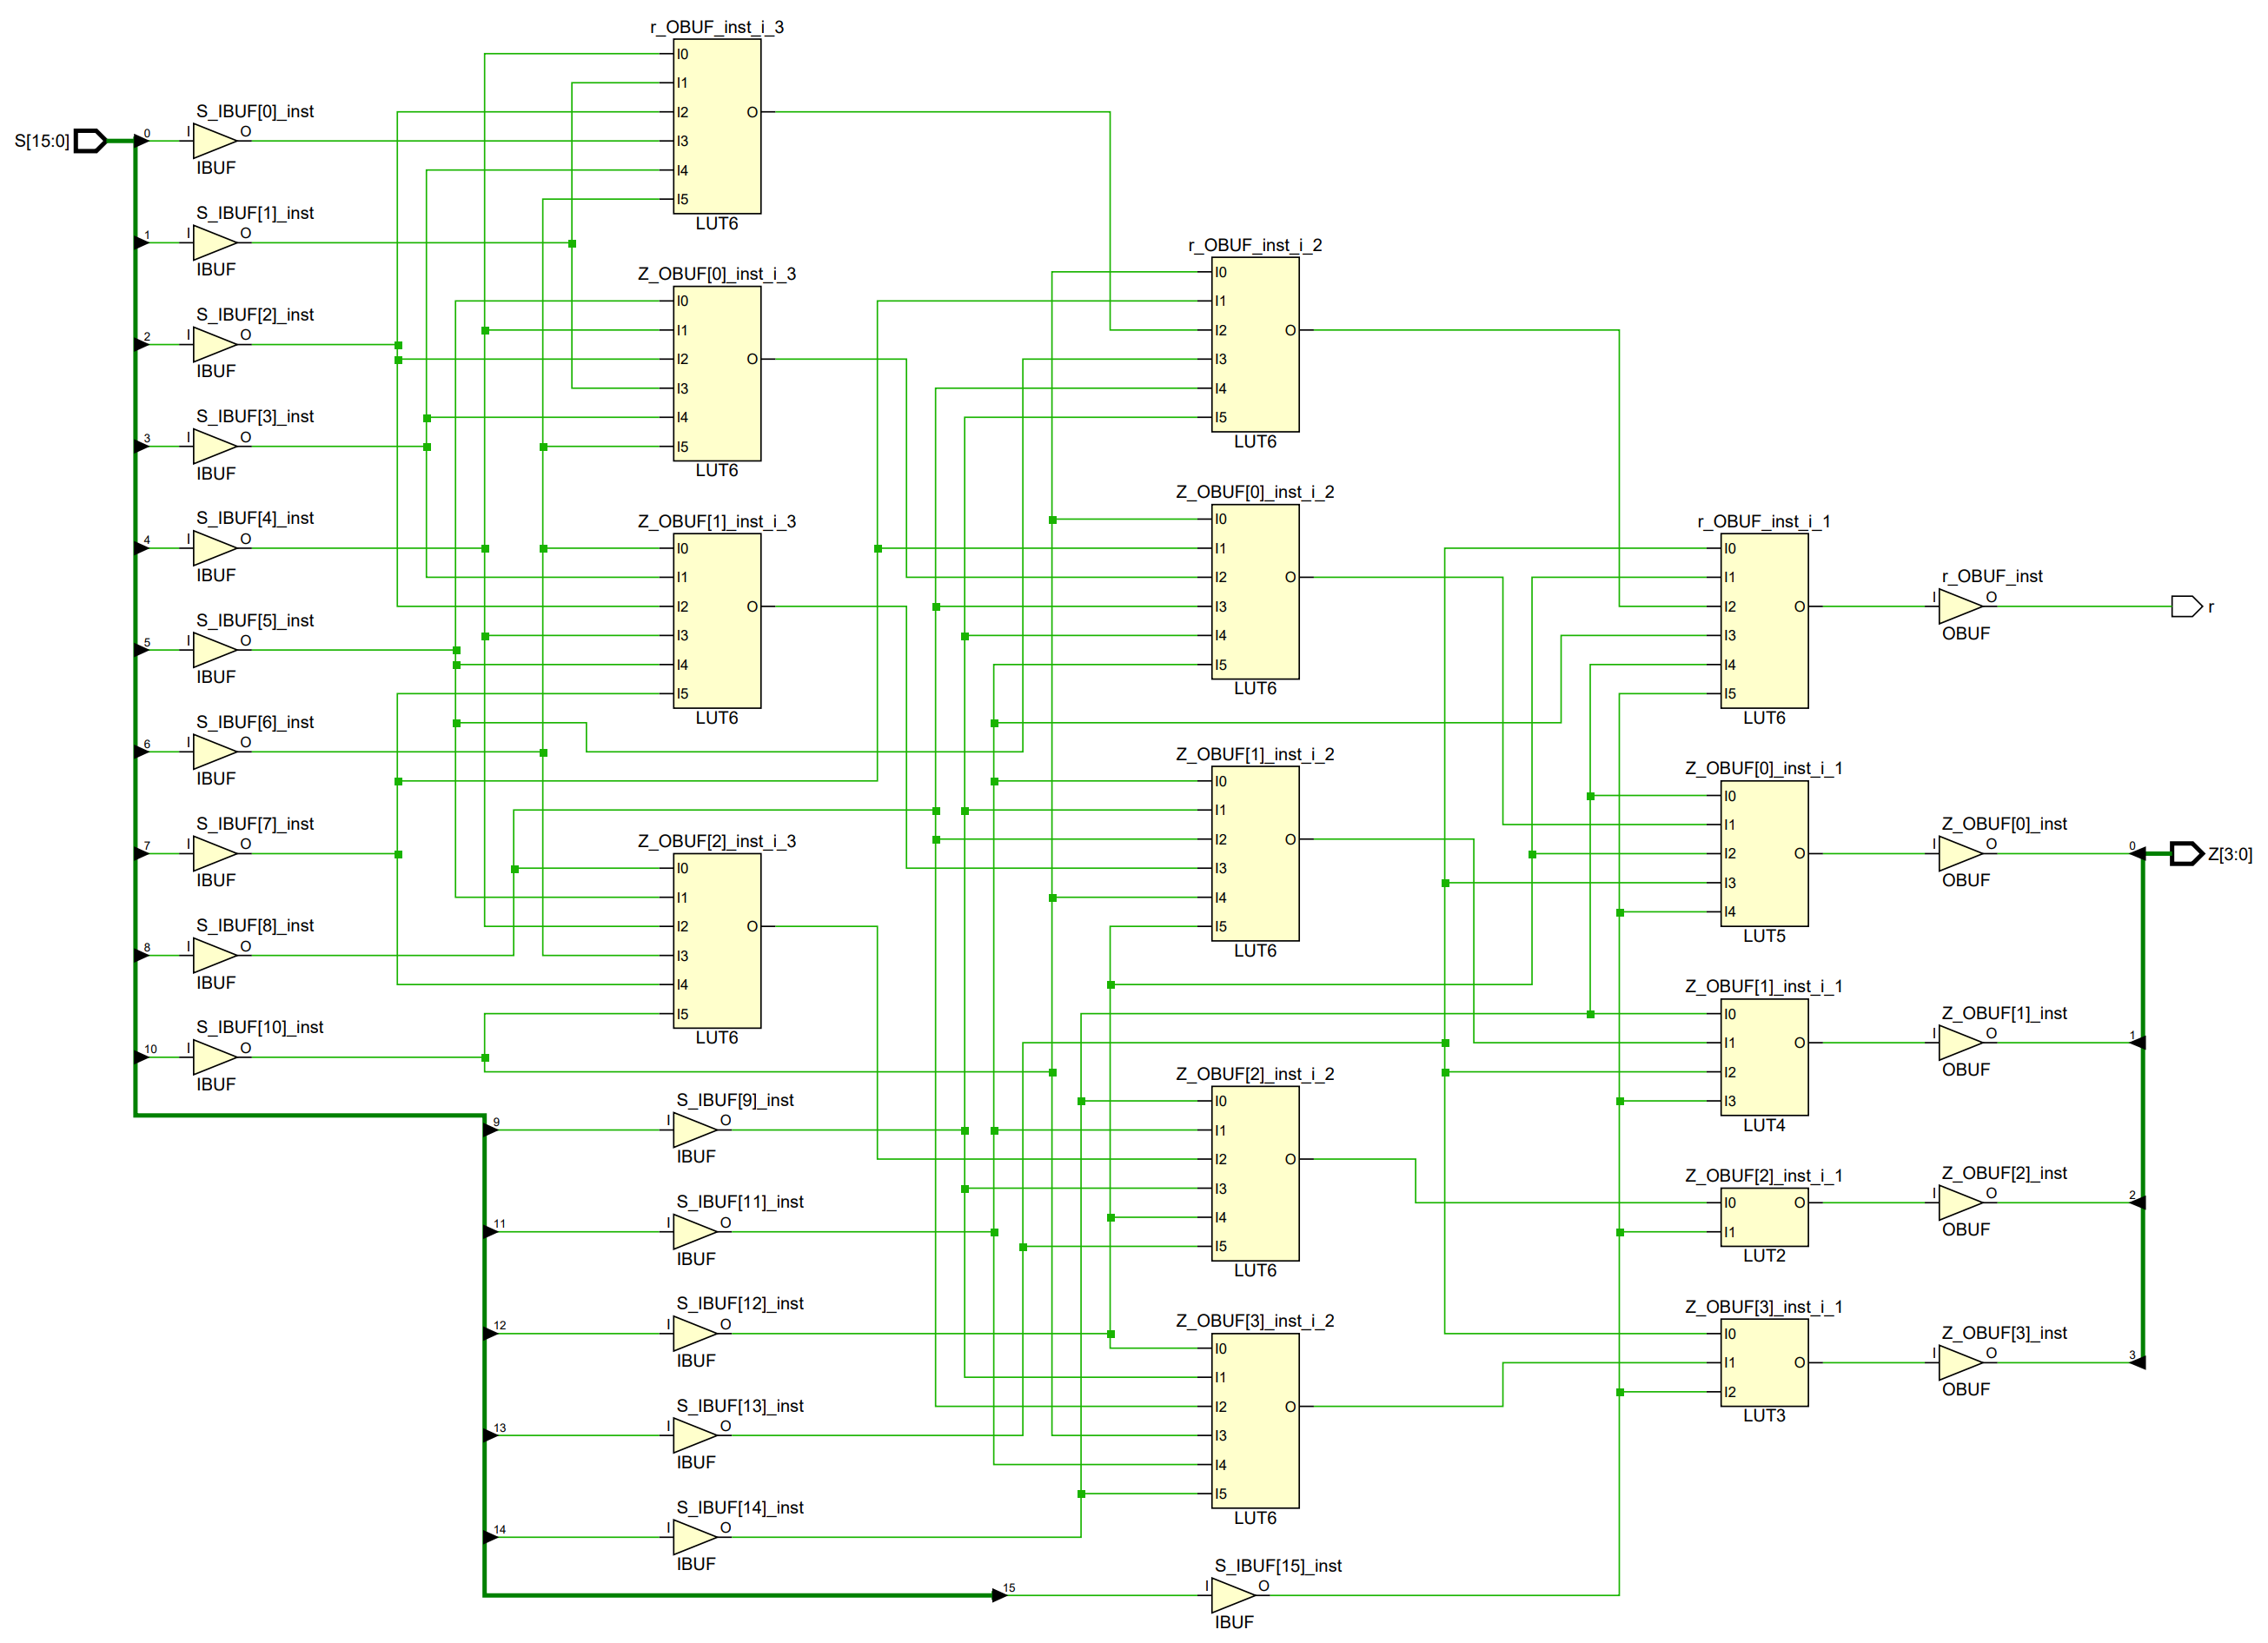 S[15:0]
0
I
S_IBUF[0]_inst
O
IBUF
1
I
S_IBUF[1]_inst
O
IBUF
2
I
S_IBUF[2]_inst
O
IBUF
3
I
S_IBUF[3]_inst
O
IBUF
4
I
S_IBUF[4]_inst
O
IBUF
5
I
S_IBUF[5]_inst
O
IBUF
6
I
S_IBUF[6]_inst
O
IBUF
7
I
S_IBUF[7]_inst
O
IBUF
8
I
S_IBUF[8]_inst
O
IBUF
10
I
S_IBUF[10]_inst
O
IBUF
r_OBUF_inst_i_3
I0
I1
I2
I3
I4
I5
O
LUT6
Z_OBUF[0]_inst_i_3
I0
I1
I2
I3
I4
I5
O
LUT6
Z_OBUF[1]_inst_i_3
I0
I1
I2
I3
I4
I5
O
LUT6
Z_OBUF[2]_inst_i_3
I0
I1
I2
I3
I4
I5
O
LUT6
9
I
S_IBUF[9]_inst
O
IBUF
11
I
S_IBUF[11]_inst
O
IBUF
12
I
S_IBUF[12]_inst
O
IBUF
13
I
S_IBUF[13]_inst
O
IBUF
14
I
S_IBUF[14]_inst
O
IBUF
r_OBUF_inst_i_2
I0
I1
I2
I3
I4
I5
O
LUT6
Z_OBUF[0]_inst_i_2
I0
I1
I2
I3
I4
I5
O
LUT6
Z_OBUF[1]_inst_i_2
I0
I1
I2
I3
I4
I5
O
LUT6
Z_OBUF[2]_inst_i_2
I0
I1
I2
I3
I4
I5
O
LUT6
Z_OBUF[3]_inst_i_2
I0
I1
I2
I3
I4
I5
O
LUT6
15
I
S_IBUF[15]_inst
O
IBUF
r_OBUF_inst_i_1
I0
I1
I2
I3
I4
I5
O
LUT6
Z_OBUF[0]_inst_i_1
I0
I1
I2
I3
I4
O
LUT5
Z_OBUF[1]_inst_i_1
I0
I1
I2
I3
O
LUT4
Z_OBUF[2]_inst_i_1
I0
I1
O
LUT2
Z_OBUF[3]_inst_i_1
I0
I1
I2
O
LUT3
r_OBUF_inst
I
O
OBUF
r
Z_OBUF[0]_inst
I
O
OBUF
0
Z[3:0]
Z_OBUF[1]_inst
I
O
OBUF
1
Z_OBUF[2]_inst
I
O
OBUF
2
Z_OBUF[3]_inst
I
O
OBUF
3